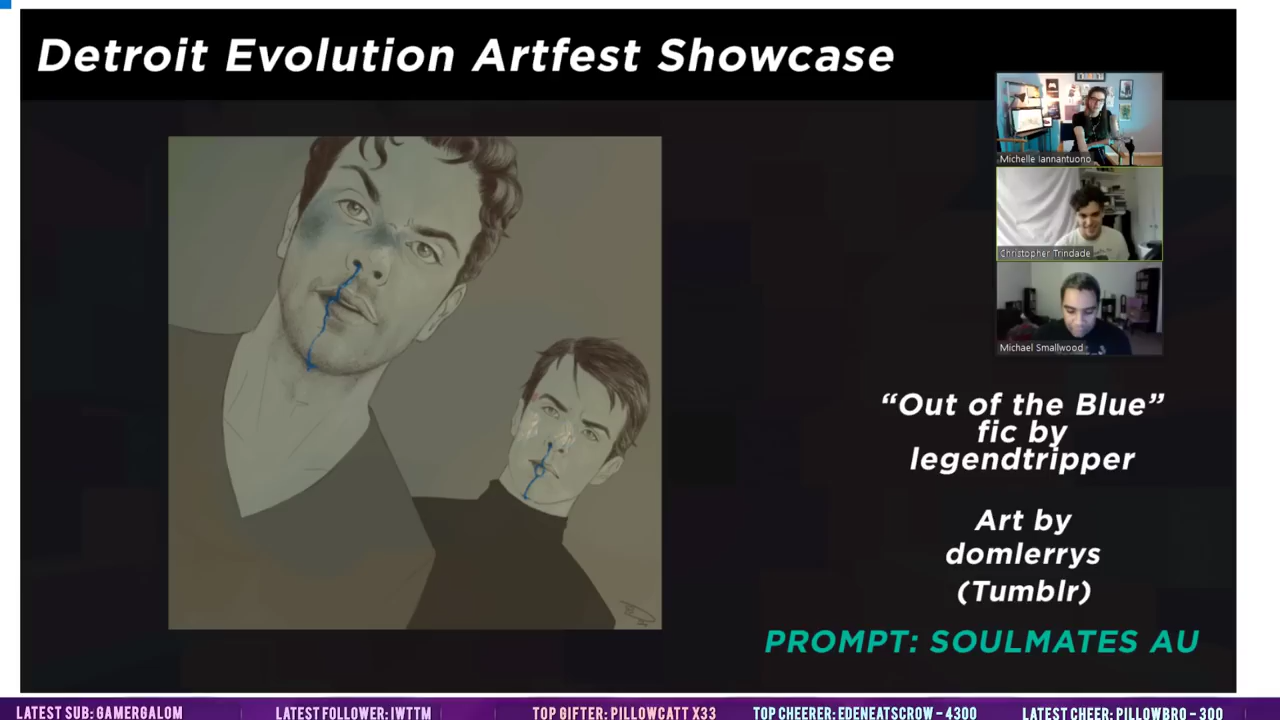 Detroit Evolution Artfest Showcase
Michelle Iannantuono
Christopher Trindade
Michael Smallwood
“Out of the Blue”
fic by
legendtripper
Art by
domlerrys
(Tumblr)
PROMPT: SOULMATES AU
LATEST SUB: GAMERGALOM LATEST FOLLOWER: IWTTM TOP GIFTER: PILLOWCATT X33 TOP CHEERER: EDENEATSCROW - 4300 LATEST CHEER: PILLOWBRO - 300